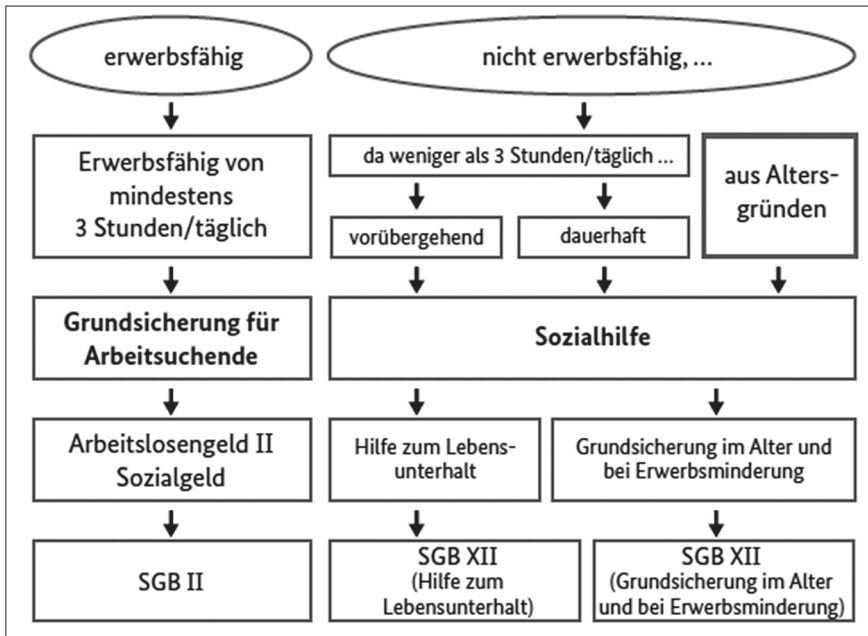 erwerbsfähig
nicht erwerbsfähig, ...
Erwerbsfähig von
mindestens
3 Stunden/täglich
da weniger als 3 Stunden/täglich ...
aus Alters-
gründen
vorübergehend
dauerhaft
Grundsicherung für
Arbeitsuchende
Sozialhilfe
Arbeitslosengeld II
Sozialgeld
Hilfe zum Lebens-
unterhalt
Grundsicherung im Alter und
bei Erwerbsminderung
SGB II
SGB XII
(Hilfe zum
Lebensunterhalt)
SGB XII
(Grundsicherung im Alter
und bei Erwerbsminderung)